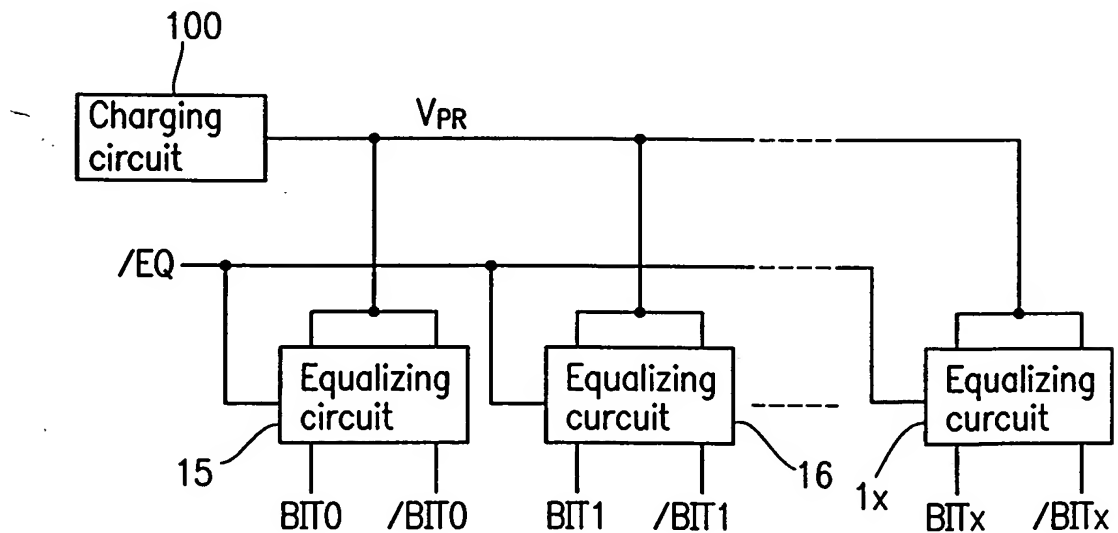 100
Charging
circuit
VPR
/EQ
Equalizing
circuit
Equalizing
curcuit
Equalizing
curcuit
15
16
1x
BIT0
/BIT0
BIT1
/BIT1
BITx
/BITx